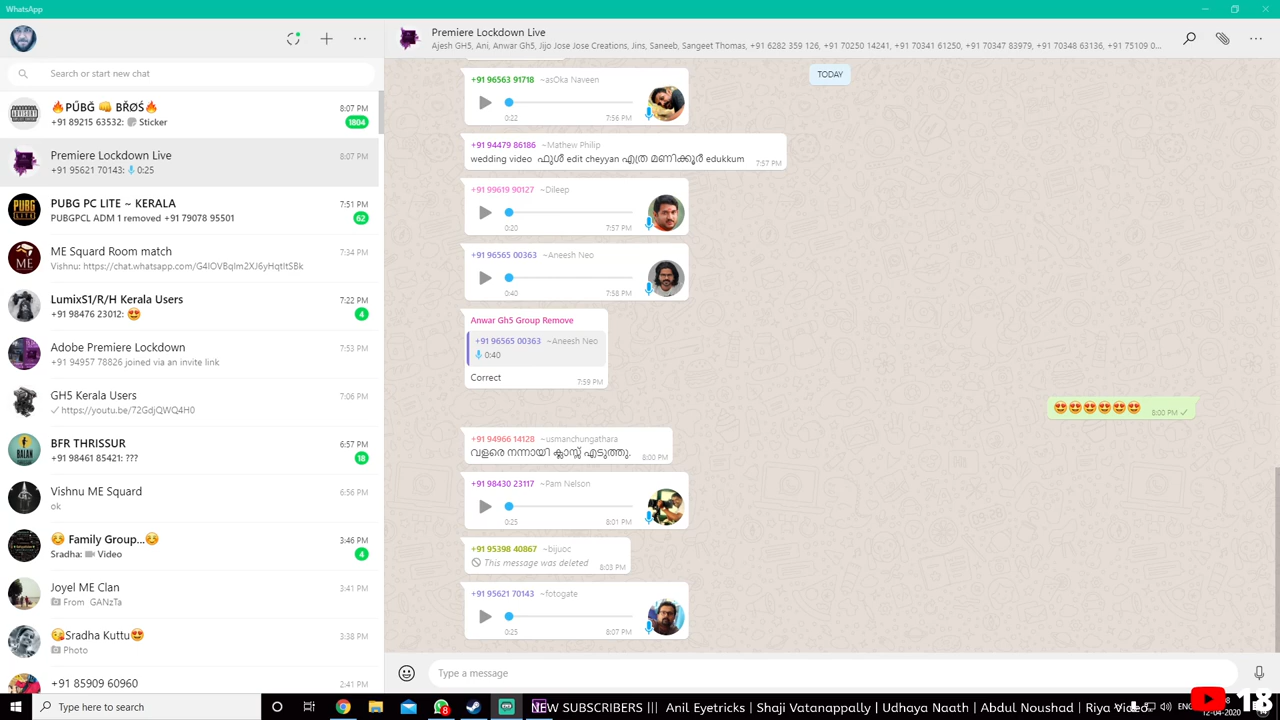 WhatsApp
Search or start new chat
🔥PŰBĞ 👊 BŘØŚ🔥
8:07 PM
+91 89215 63532: Sticker
1804
Premiere Lockdown Live
8:07 PM
+91 95621 70143: 0:25
PUBG PC LITE ~ KERALA
7:51 PM
PUBGPCL ADM 1 removed +91 79078 95501
62
ME Squard Room match
7:34 PM
LumixS1/R/H Kerala Users
7:22 PM
+91 98476 23012: 😍
4
Adobe Premiere Lockdown
7:53 PM
+91 94957 78826 joined via an invite link
GH5 Kerala Users
7:06 PM
https://youtu.be/72GdjQWQ4H0
BFR THRISSUR
6:57 PM
+91 98461 85421: ???
18
Vishnu ME Squard
6:56 PM
ok
☺️ Family Group...☺️
3:46 PM
Sradha: Video
4
Joyel ME Clan
3:41 PM
From GANzTa
😘Sradha Kuttu😍
3:38 PM
Photo
+91 85909 60960
2:41 PM
Premiere Lockdown Live
Ajesh GH5, Ani, Anwar Gh5, Jijo Jose Jose Creations, Jins, Saneeb, Sangeet Thomas, +91 6282 359 126, +91 70250 14241, +91 70341 61250, +91 70347 83979, +91 70348 63136, +91 75109 0...
TODAY
+91 96563 91718 ~asOka Naveen
0:22 7:56 PM
+91 94479 86186 ~Mathew Philip
wedding video ഫുൾ edit cheyyan എത്ര മണിക്കൂർ edukkum 7:57 PM
+91 99619 90127 ~Dileep
0:20 7:57 PM
+91 96565 00363 ~Aneesh Neo
0:40 7:58 PM
Anwar Gh5 Group Remove
+91 96565 00363 ~Aneesh Neo
0:40
Correct 7:59 PM
😍😍😍😍😍😍 8:00 PM
+91 94966 14128 ~usmanchungathara
വളരെ നന്നായി ക്ലാസ്സ് എടുത്തു. 8:00 PM
+91 98430 23117 ~Pam Nelson
0:25 8:01 PM
+91 95398 40867 ~bijuoc
This message was deleted 8:03 PM
+91 95621 70143 ~fotogate
0:25 8:07 PM
Type a message
Type here to search
NEW SUBSCRIBERS ||| Anil Eyetricks | Shaji Vatanappally | Udhaya Naath | Abdul Noushad | Riya Video
18
12-04-2020